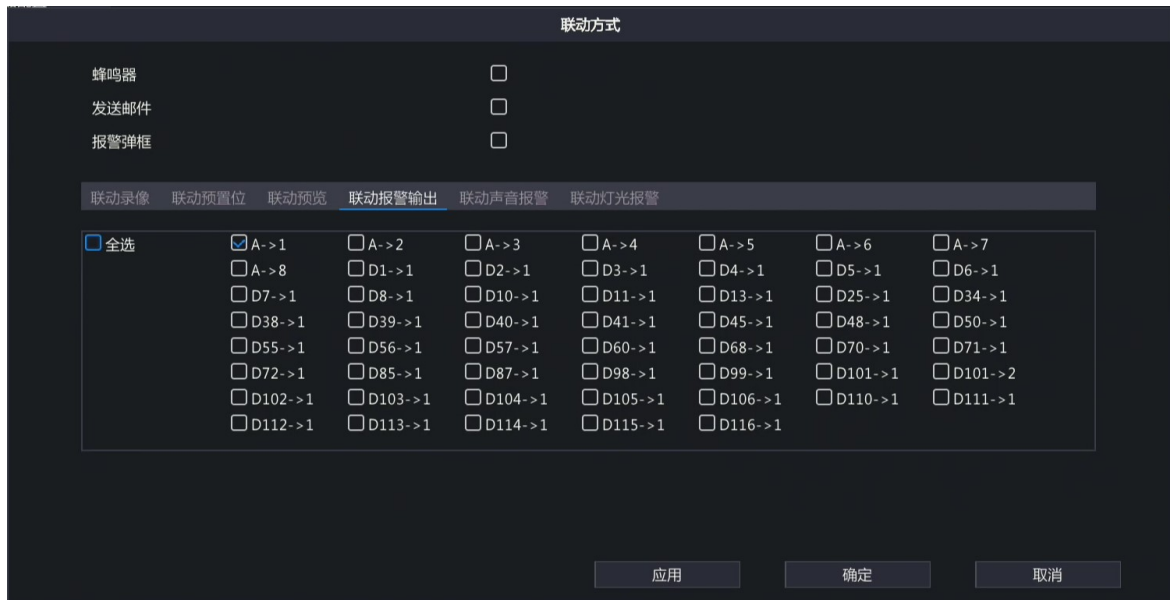 联动方式
蜂鸣器
发送邮件
报警弹框
联动录像 联动预置位 联动预览 联动报警输出 联动声音报警 联动灯光报警
全选 A->1 A->2 A->3 A->4 A->5 A->6 A->7
A->8 D1->1 D2->1 D3->1 D4->1 D5->1 D6->1
D7->1 D8->1 D10->1 D11->1 D13->1 D25->1 D34->1
D38->1 D39->1 D40->1 D41->1 D45->1 D48->1 D50->1
D55->1 D56->1 D57->1 D60->1 D68->1 D70->1 D71->1
D72->1 D85->1 D87->1 D98->1 D99->1 D101->1 D101->2
D102->1 D103->1 D104->1 D105->1 D106->1 D110->1 D111->1
D112->1 D113->1 D114->1 D115->1 D116->1
应用 确定 取消